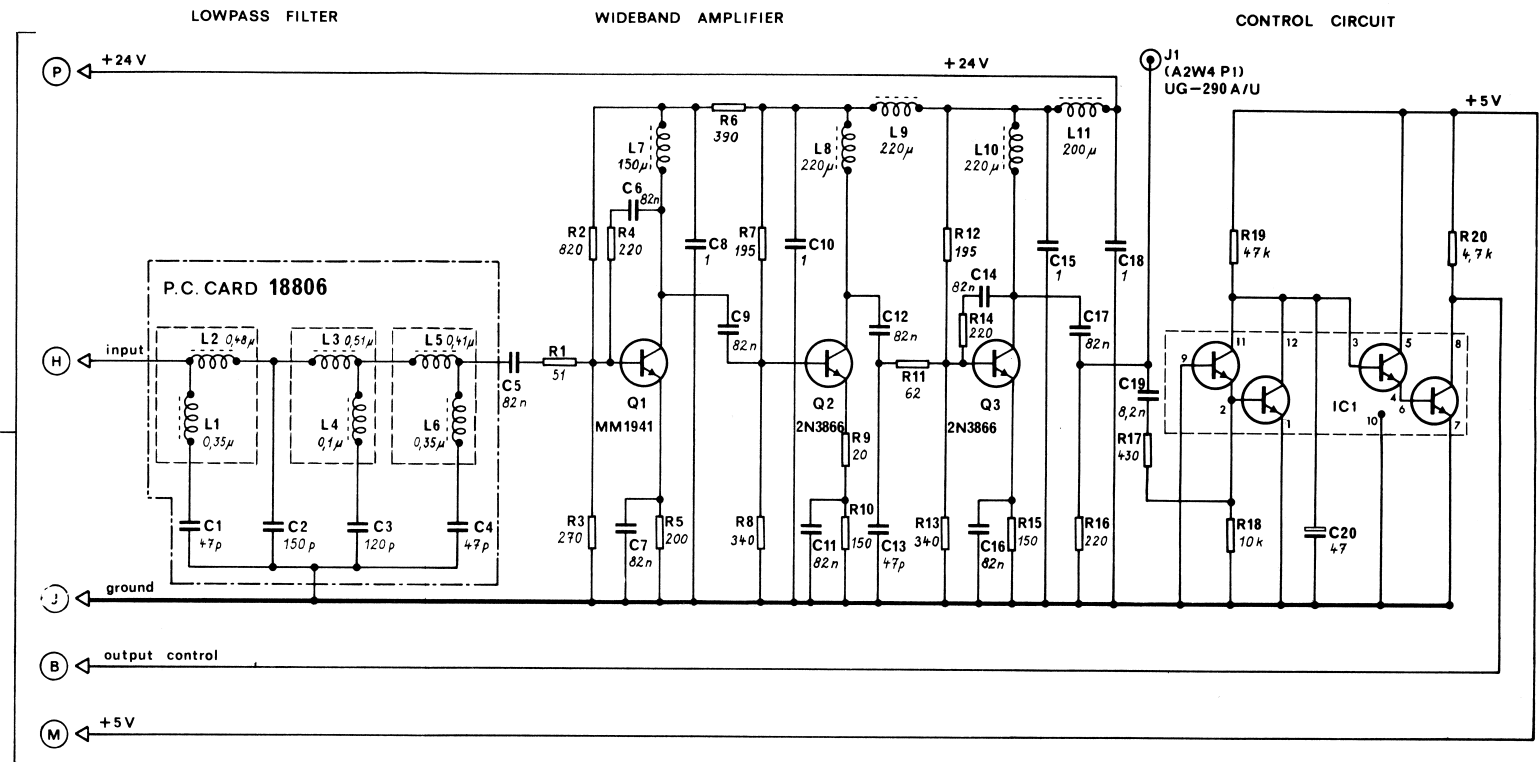 LOWPASS FILTER
WIDEBAND AMPLIFIER
CONTROL CIRCUIT
P
+24V
+24V
J1
(A2W4 P1)
UG-290A/U
+5V
R6
390
L9
220µ
L11
200µ
L7
150µ
L8
220µ
L10
220µ
C6
82n
R2
820
R4
220
C8
1
R7
195
C10
1
R12
195
C15
1
C18
1
R19
47k
R20
4,7k
P.C. CARD 18806
C14
82n
R14
220
C9
82n
C12
82n
C17
82n
H
input
L2 0,48µ
L3 0,51µ
L5 0,41µ
C5
82n
R1
51
Q1
MM1941
Q2
2N3866
R11
62
Q3
2N3866
C19
8,2n
9
11
12
2
1
3
5
8
4
6
10
7
IC1
L1
0,35µ
L4
0,1µ
L6
0,35µ
R9
20
R17
430
C1
47p
C2
150p
C3
120p
C4
47p
R3
270
C7
82n
R5
200
R8
340
C11
82n
R10
150
C13
47p
R13
340
C16
82n
R15
150
R16
220
R18
10k
C20
47
J
ground
B
output control
M
+5V